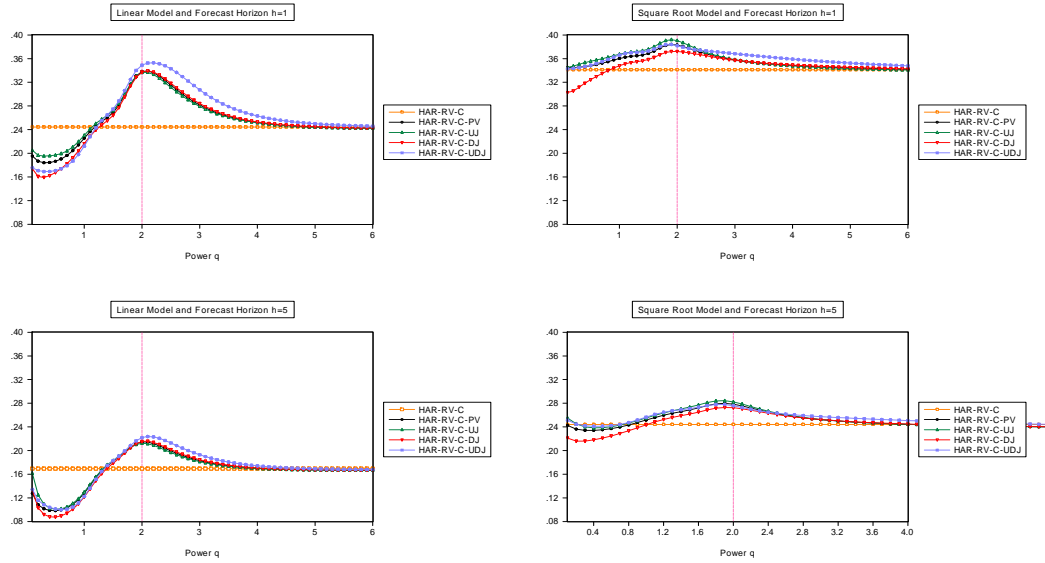 Linear Model and Forecast Horizon h=1
.40
.36
.32
.28
.24
.20
.16
.12
.08
1 2 3 4 5 6
Power q
HAR-RV-C
HAR-RV-C-PV
HAR-RV-C-UJ
HAR-RV-C-DJ
HAR-RV-C-UDJ
Square Root Model and Forecast Horizon h=1
.40
.36
.32
.28
.24
.20
.16
.12
.08
1 2 3 4 5 6
Power q
HAR-RV-C
HAR-RV-C-PV
HAR-RV-C-UJ
HAR-RV-C-DJ
HAR-RV-C-UDJ
Linear Model and Forecast Horizon h=5
.40
.36
.32
.28
.24
.20
.16
.12
.08
1 2 3 4 5 6
Power q
HAR-RV-C
HAR-RV-C-PV
HAR-RV-C-UJ
HAR-RV-C-DJ
HAR-RV-C-UDJ
Square Root Model and Forecast Horizon h=5
.40
.36
.32
.28
.24
.20
.16
.12
.08
0.4 0.8 1.2 1.6 2.0 2.4 2.8 3.2 3.6 4.0
Power q
HAR-RV-C
HAR-RV-C-PV
HAR-RV-C-UJ
HAR-RV-C-DJ
HAR-RV-C-UDJ